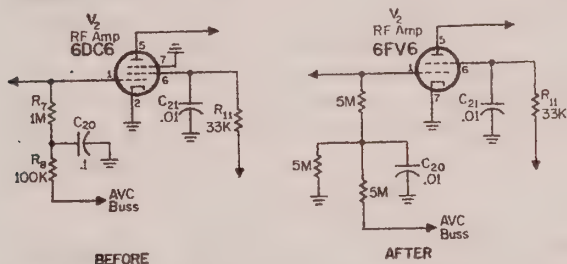 V2
RF Amp
6DC6
5
7
1
6
2
R7
1M
C20
.1
C21
.01
R11
33K
R8
100K
AVC
Buss
BEFORE
V2
RF Amp
6FV6
5
1
6
7
5M
C21
.01
R11
33K
5M
5M
C20
.01
AVC
Buss
AFTER